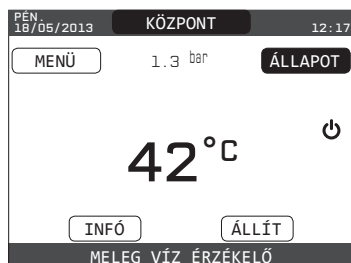 PÉN.
18/05/2013 KÖZPONT 12:17
MENÜ 1.3 bar ÁLLAPOT
42°C
INFÓ ÁLLÍT
MELEG VÍZ ÉRZÉKELŐ